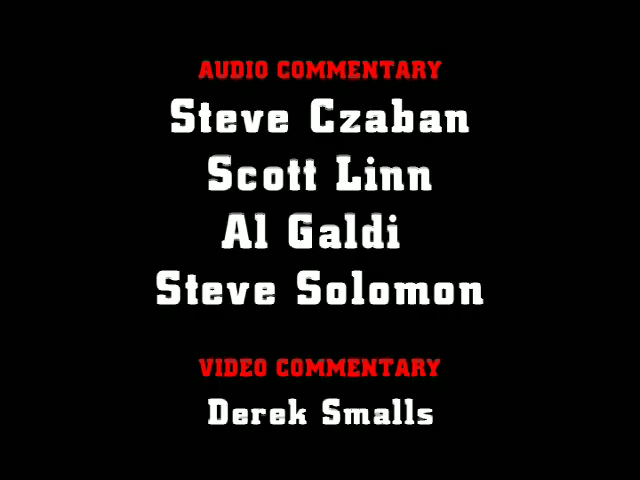 AUDIO COMMENTARY
Steve Czaban
Scott Linn
Al Galdi
Steve Solomon
VIDEO COMMENTARY
Derek Smalls